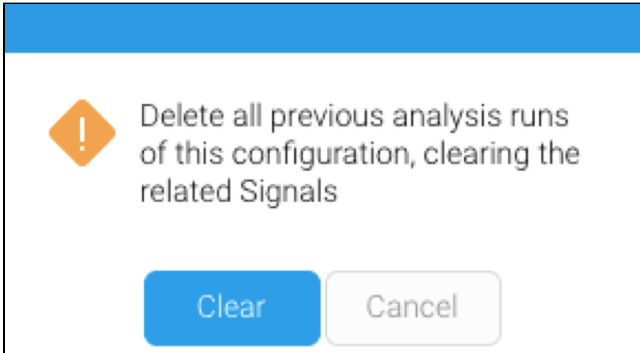 Delete all previous analysis runs
of this configuration, clearing the
related Signals
Clear Cancel